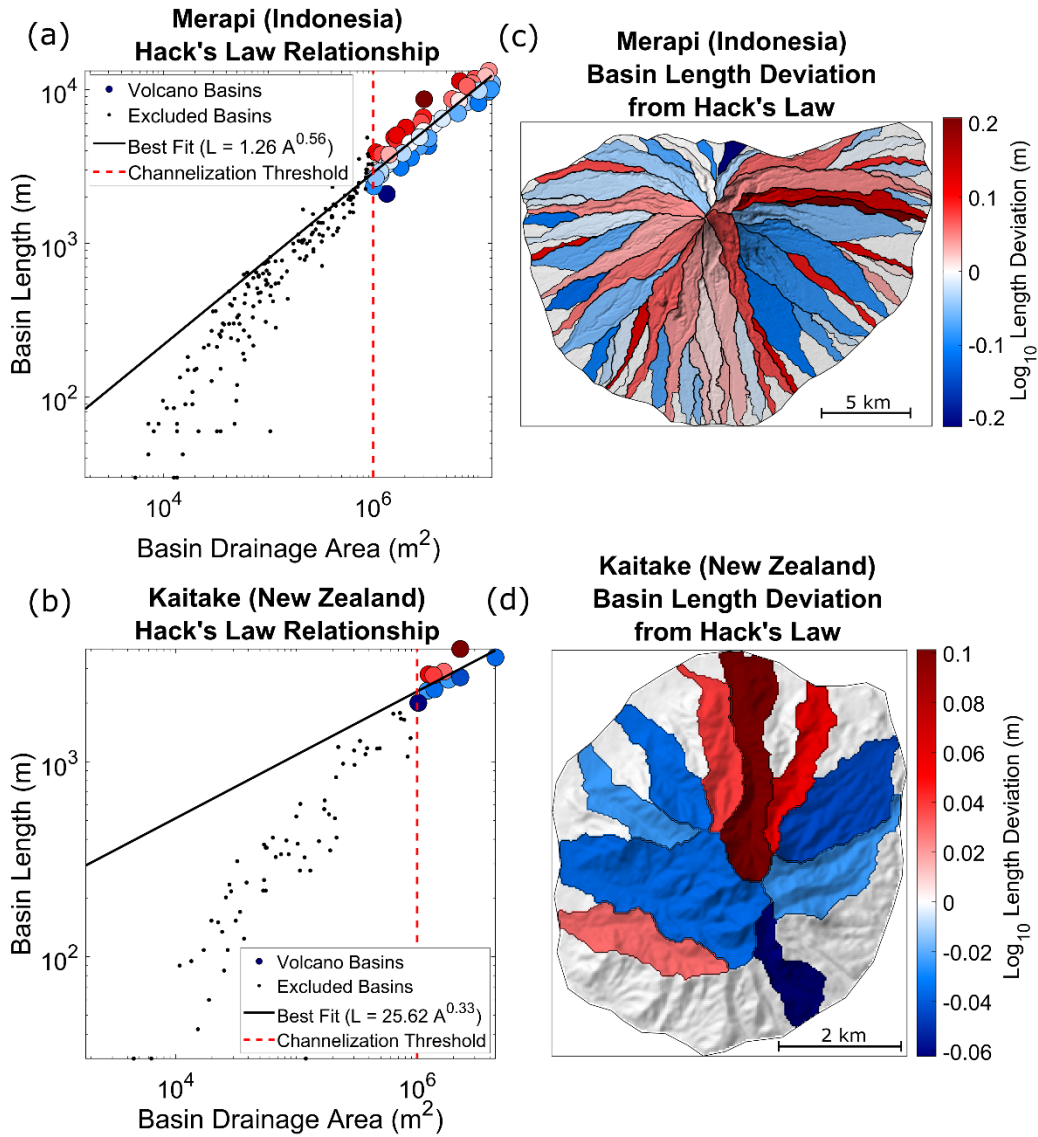 (a)
Merapi (Indonesia)
Hack's Law Relationship
10^4
10^3
10^2
Basin Length (m)
Volcano Basins
Excluded Basins
Best Fit (L = 1.26 A^0.56)
Channelization Threshold
10^4
10^6
Basin Drainage Area (m^2)
(c)
Merapi (Indonesia)
Basin Length Deviation
from Hack's Law
5 km
0.2
0.1
0
-0.1
-0.2
Log10 Length Deviation (m)
(b)
Kaitake (New Zealand)
Hack's Law Relationship
10^3
10^2
Basin Length (m)
Volcano Basins
Excluded Basins
Best Fit (L = 25.62 A^0.33)
Channelization Threshold
10^4
10^6
Basin Drainage Area (m^2)
(d)
Kaitake (New Zealand)
Basin Length Deviation
from Hack's Law
2 km
0.1
0.08
0.06
0.04
0.02
0
-0.02
-0.04
-0.06
Log10 Length Deviation (m)